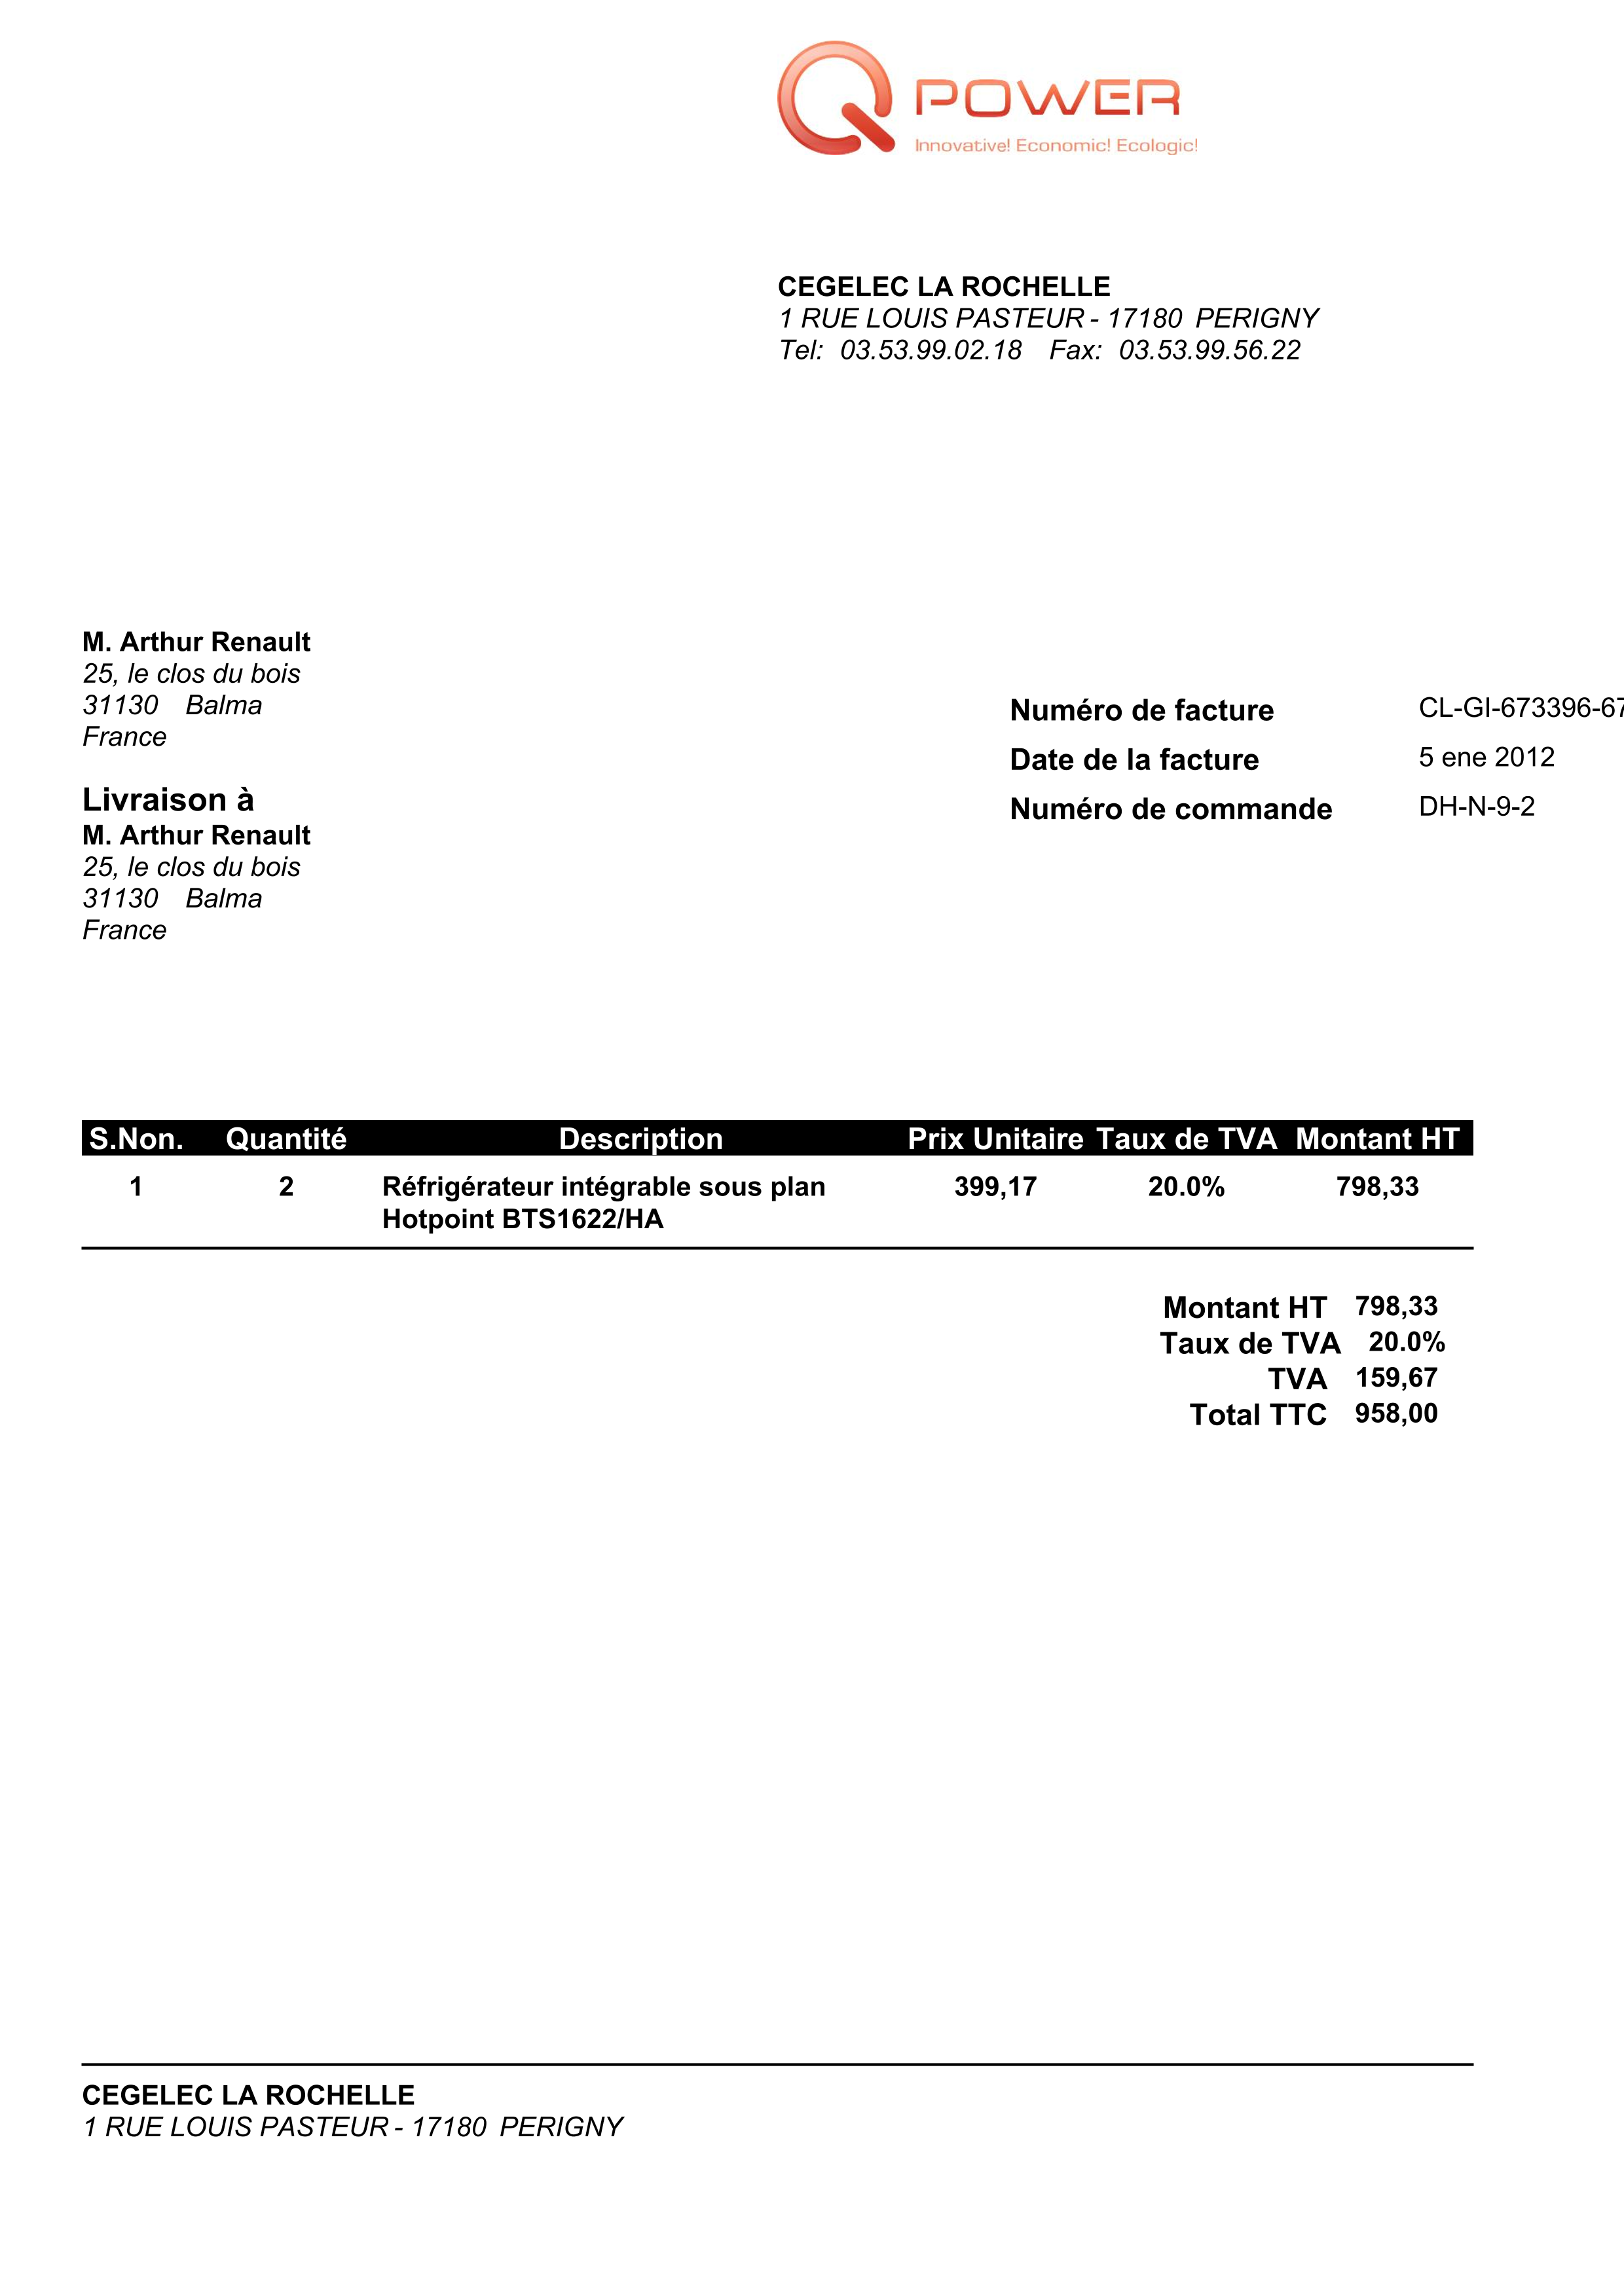 POWER
Innovative! Economic! Ecologic!
CEGELEC LA ROCHELLE
1 RUE LOUIS PASTEUR - 17180 PERIGNY
Tel: 03.53.99.02.18 Fax: 03.53.99.56.22
M. Arthur Renault
25, le clos du bois
31130 Balma
France
Numéro de facture CL-GI-673396-67
Date de la facture 5 ene 2012
Numéro de commande DH-N-9-2
Livraison à
M. Arthur Renault
25, le clos du bois
31130 Balma
France
S.Non. Quantité Description Prix Unitaire Taux de TVA Montant HT
1 2 Réfrigérateur intégrable sous plan 399,17 20.0% 798,33
Hotpoint BTS1622/HA
Montant HT 798,33
Taux de TVA 20.0%
TVA 159,67
Total TTC 958,00
CEGELEC LA ROCHELLE
1 RUE LOUIS PASTEUR - 17180 PERIGNY